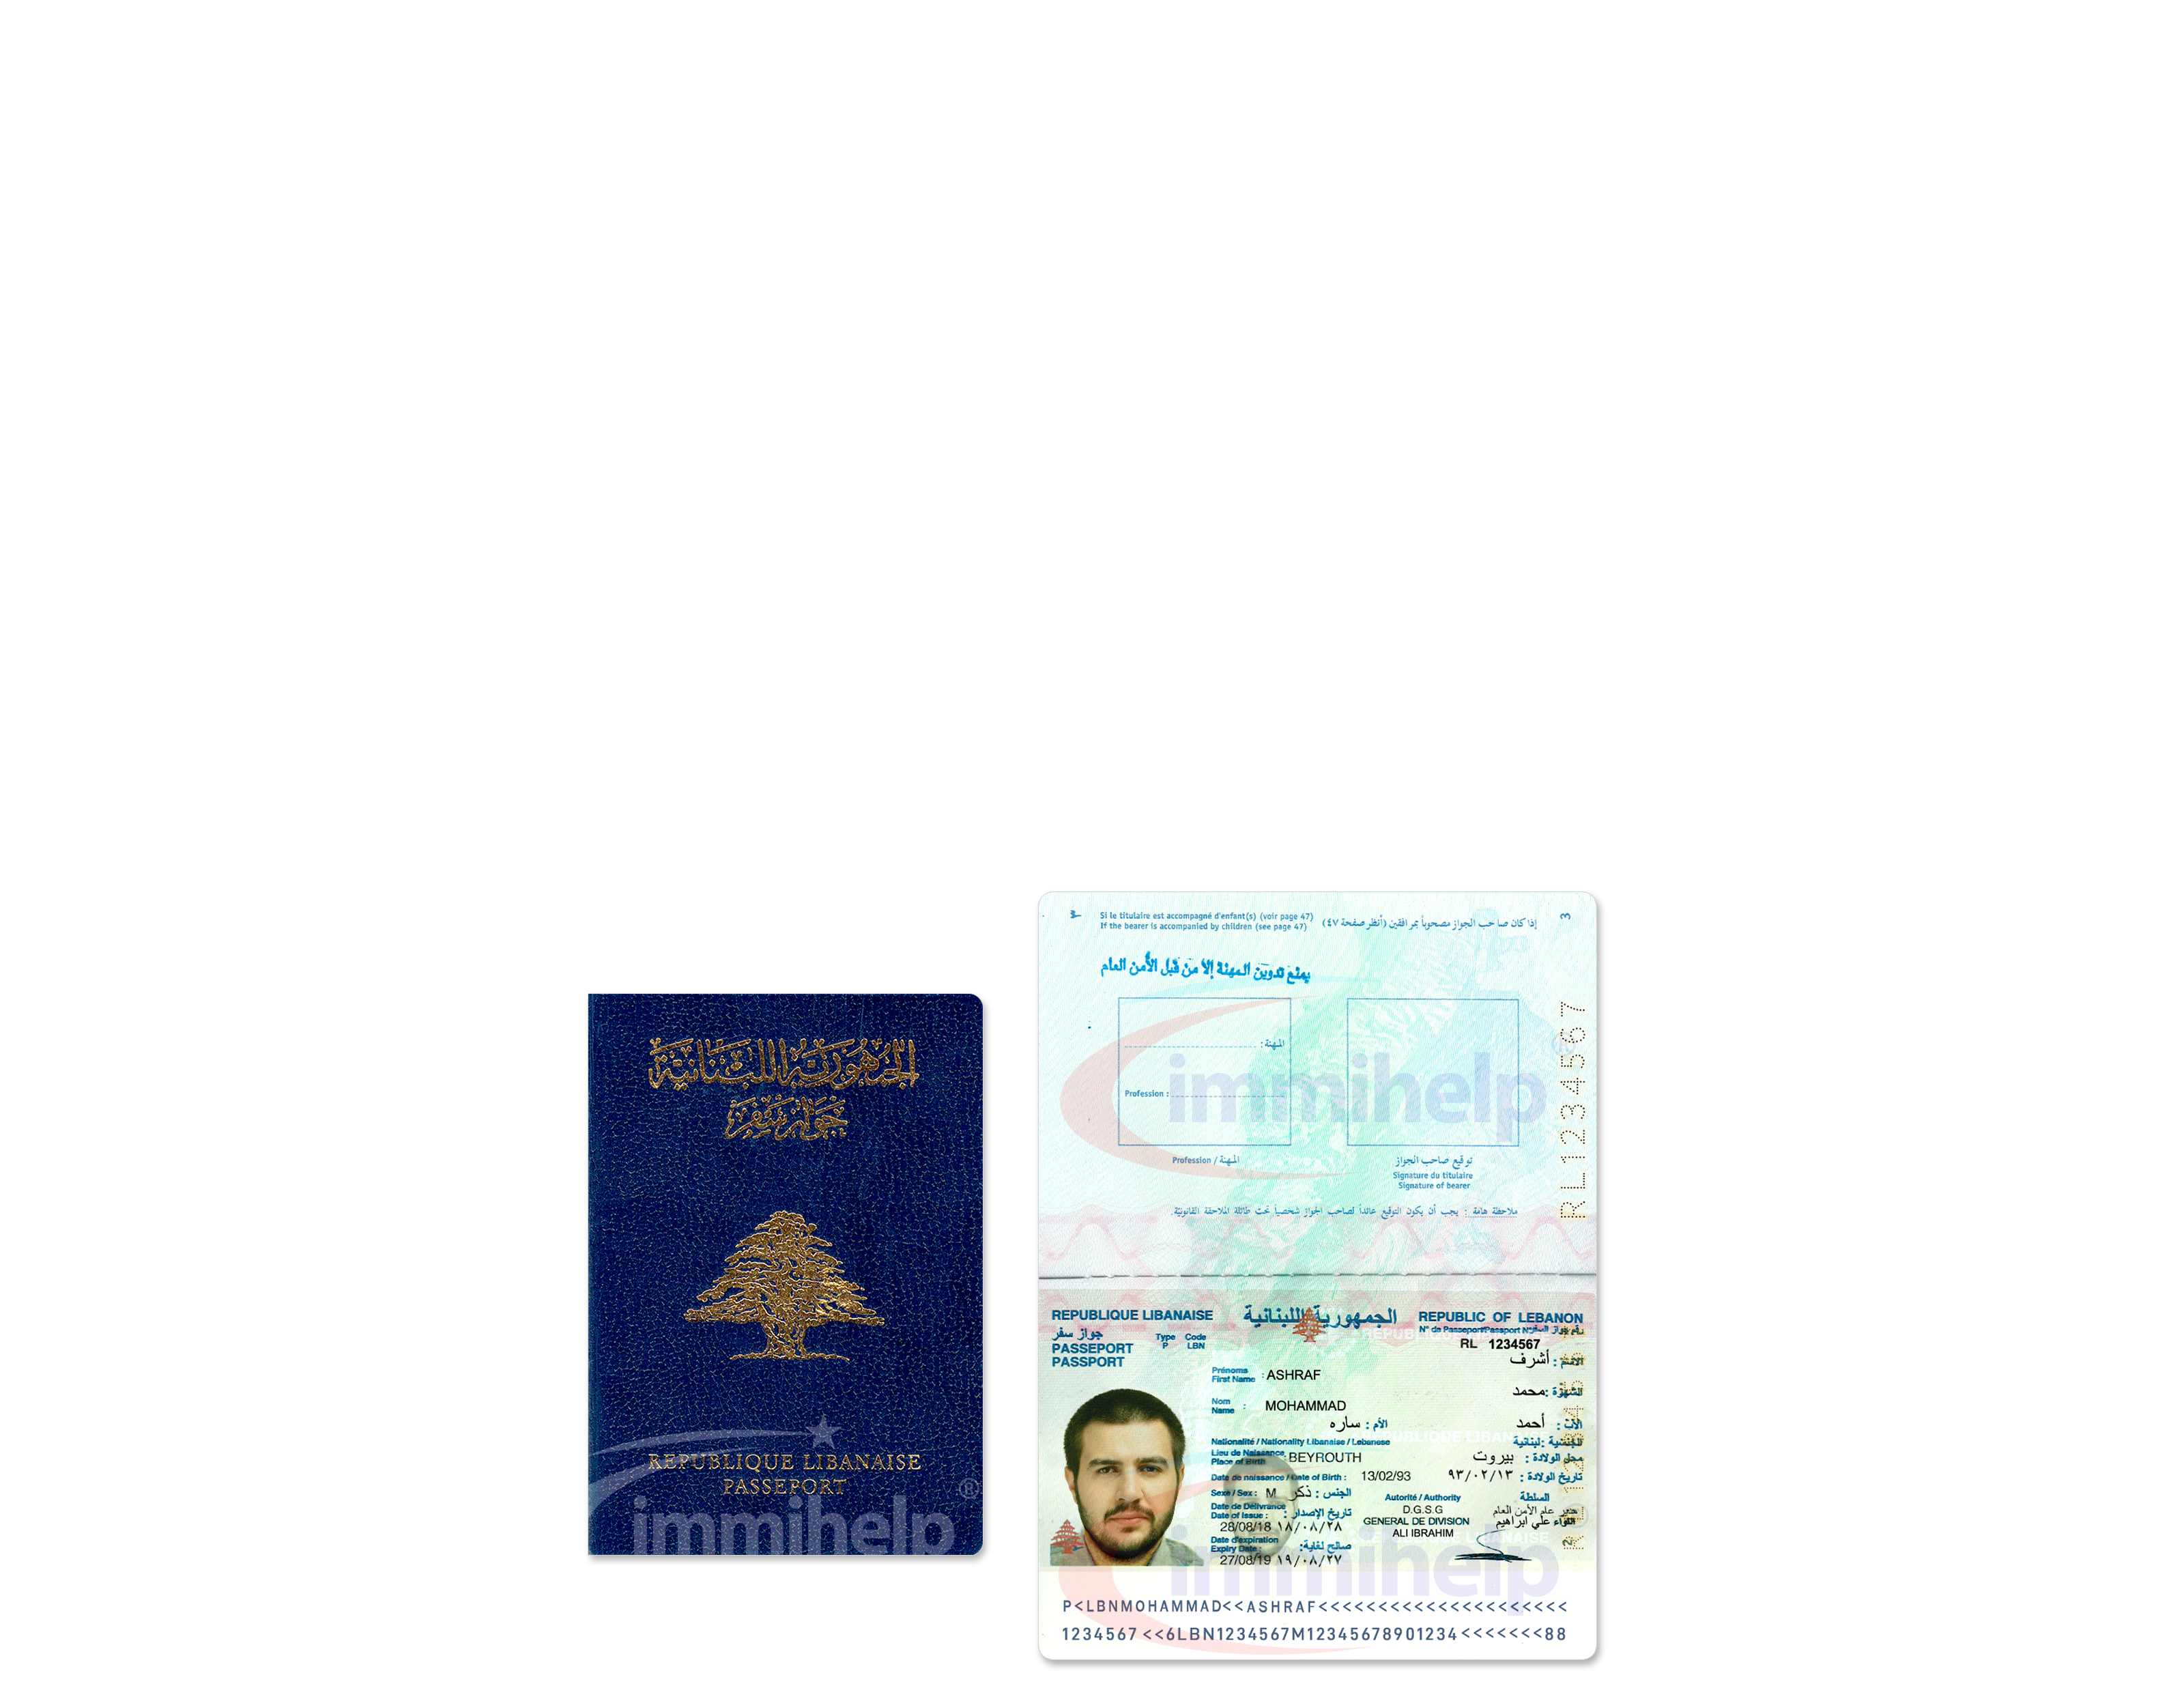 الجمهورية اللبنانية
جواز سفر
REPUBLIQUE LIBANAISE
PASSEPORT
immihelp ®
٣ Si le titulaire est accompagné d'enfant(s) (voir page 47) إذا كان صاحب الجواز مصحوباً بمرافقين (أنظر صفحة ٤٧) 3
If the bearer is accompanied by children (see page 47)
يمنع تدوين المهنة إلا من قبل الأمن العام
المهنة :
Profession :
immihelp ®
RL1234567
Profession / المهنة
توقيع صاحب الجواز
Signature du titulaire
Signature of bearer
ملاحظة هامة : يجب أن يكون التوقيع عائداً لصاحب الجواز شخصياً تحت طائلة الملاحقة القانونية.
REPUBLIQUE LIBANAISE الجمهورية اللبنانية REPUBLIC OF LEBANON
جواز سفر
PASSEPORT
PASSPORT
Type Code
P LBN
N° de Passeport/Passport N°
RL 1234567
Prénoms
First Name : ASHRAF
الاسم : أشرف
Nom
Name : MOHAMMAD
الشهرة : محمد
الأم : ساره
الأب : أحمد
Nationalité / Nationality Libanaise / Lebanese
الجنسية : لبنانية
Lieu de Naissance
Place of Birth : BEYROUTH
محل الولادة : بيروت
Date de naissance / Date of Birth : 13/02/93
تاريخ الولادة : ٩٣/٠٢/١٣
Sexe / Sex : M الجنس : ذكر
Autorité / Authority السلطة
Date de Délivrance
Date of Issue : تاريخ الإصدار :
28/08/18 ١٨/٠٨/٢٨
D.G.S.G
GENERAL DE DIVISION
ALI IBRAHIM
عام الأمن العام
اللواء علي ابراهيم
Date d'expiration
Expiry Date : صالح لغاية:
27/08/19 ١٩/٠٨/٢٧
immihelp
P<LBNMOHAMMAD<<ASHRAF<<<<<<<<<<<<<<<<<<<<<
1234567 <<6LBN1234567M12345678901234<<<<<<<88